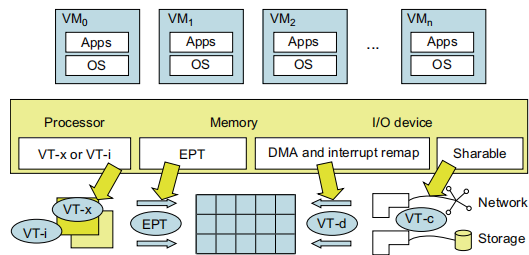 VM0 VM1 VM2 VMn
Apps Apps Apps ... Apps
OS OS OS OS
Processor Memory I/O device
VT-x or VT-i EPT DMA and interrupt remap Sharable
VT-x Network
VT-i EPT VT-d VT-c
Storage